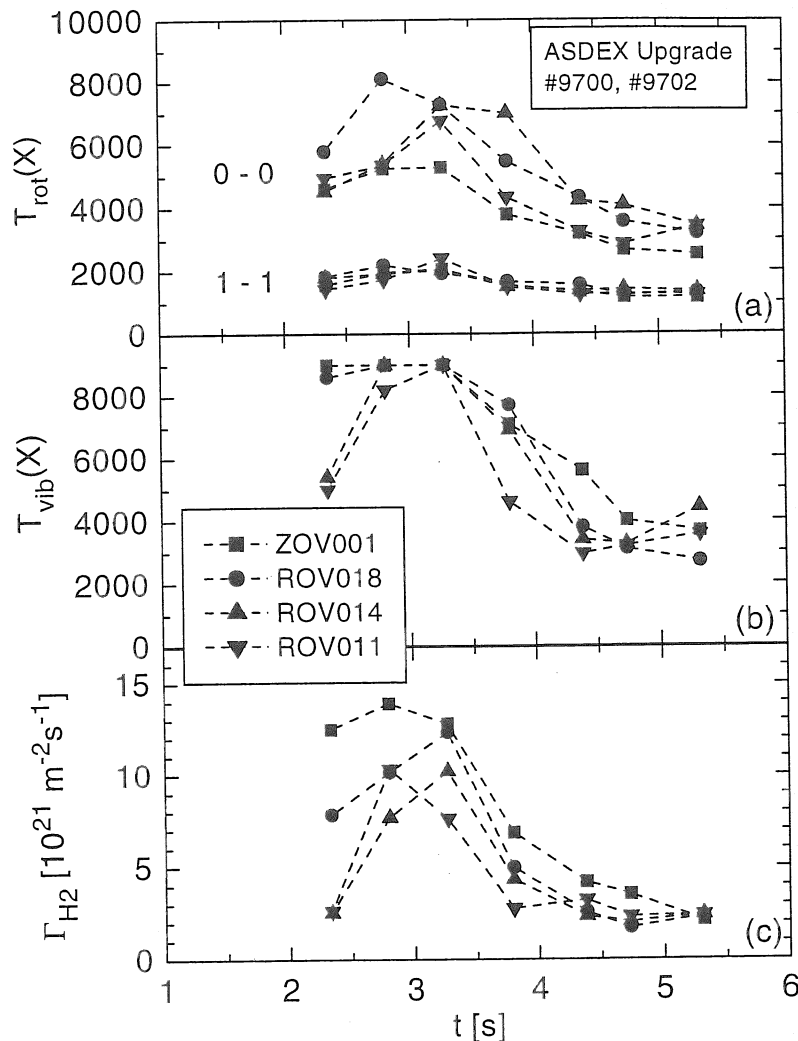 10000
8000
6000
4000
2000
0
T_rot(X)
ASDEX Upgrade
#9700, #9702
0 - 0
1 - 1
(a)
8000
6000
4000
2000
0
T_vib(X)
ZOV001
ROV018
ROV014
ROV011
(b)
15
10
5
0
Γ_H2 [10^21 m^-2s^-1]
(c)
1 2 3 4 5 6
t [s]